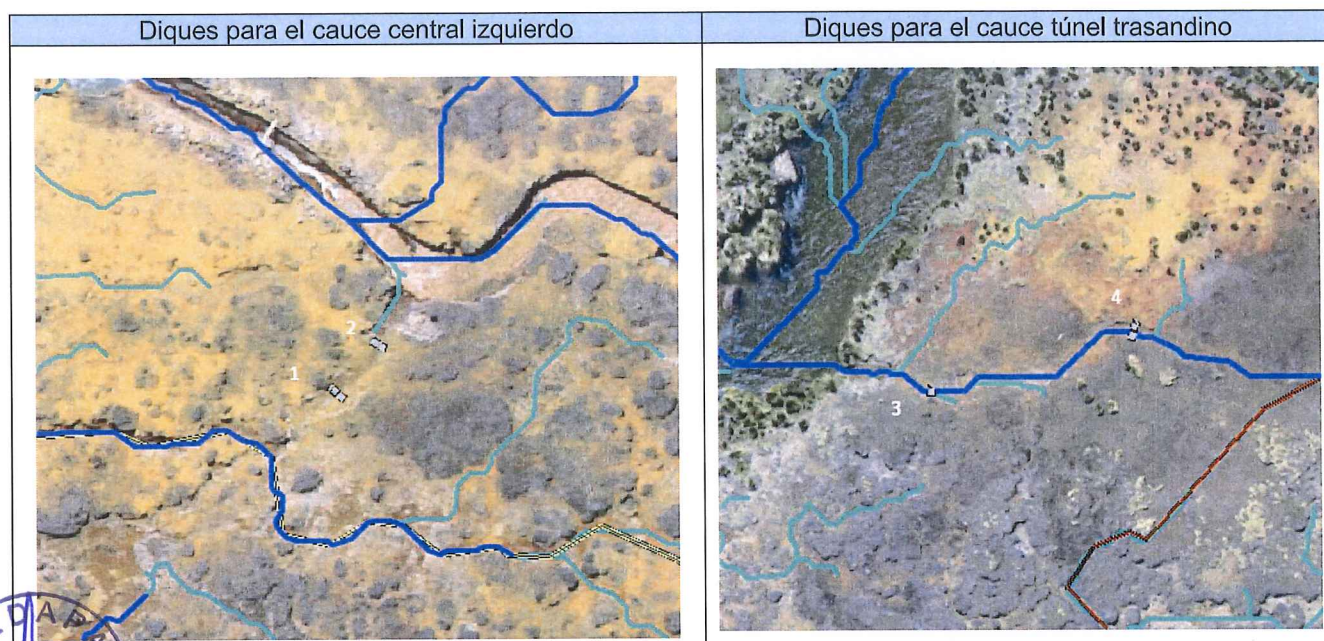 Diques para el cauce central izquierdo
Diques para el cauce túnel trasandino
2
1
4
3